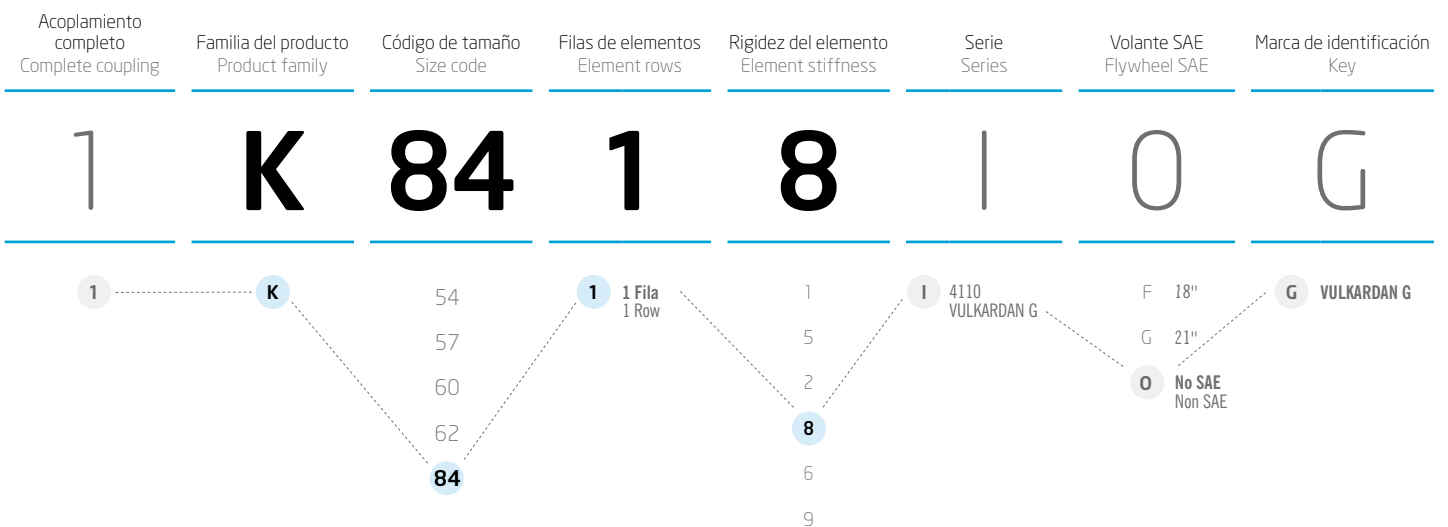 Acoplamiento
completo
Complete coupling
Familia del producto
Product family
Código de tamaño
Size code
Filas de elementos
Element rows
Rigidez del elemento
Element stiffness
Serie
Series
Volante SAE
Flywheel SAE
Marca de identificación
Key
1 K 84 1 8 I 0 G
1
K
54
57
60
62
84
1 1 Fila
1 Row
1
5
2
8
6
9
I 4110
VULKARDAN G
F 18"
G 21"
0 No SAE
Non SAE
G VULKARDAN G